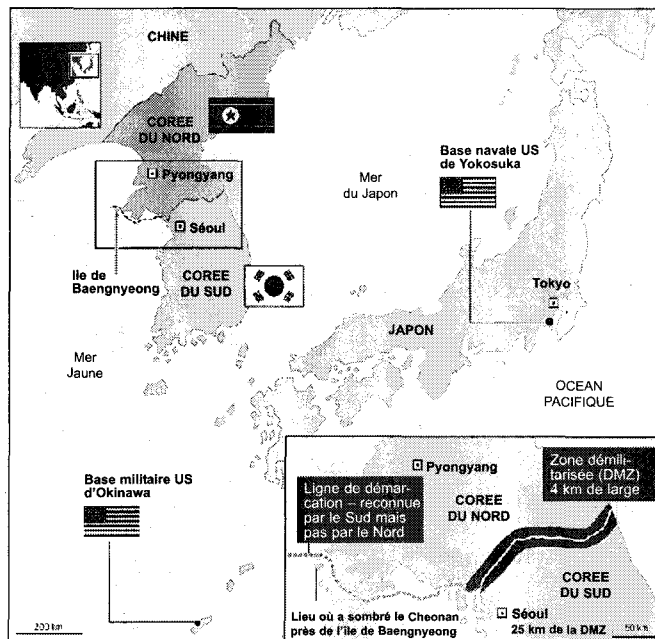 CHINE
COREE
DU NORD
Pyongyang
Séoul
Ile de
Baengnyeong
COREE
DU SUD
Mer
Jaune
Mer
du Japon
Base navale US
de Yokosuka
Tokyo
JAPON
OCEAN
PACIFIQUE
Base militaire US
d'Okinawa
200 km
Pyongyang
Ligne de démar-
cation – reconnue
par le Sud mais
pas par le Nord
COREE
DU NORD
Zone démili-
tarisée (DMZ)
4 km de large
COREE
DU SUD
Séoul
25 km de la DMZ
Lieu où a sombré le Cheonan
près de l'île de Baengnyeong
50 km